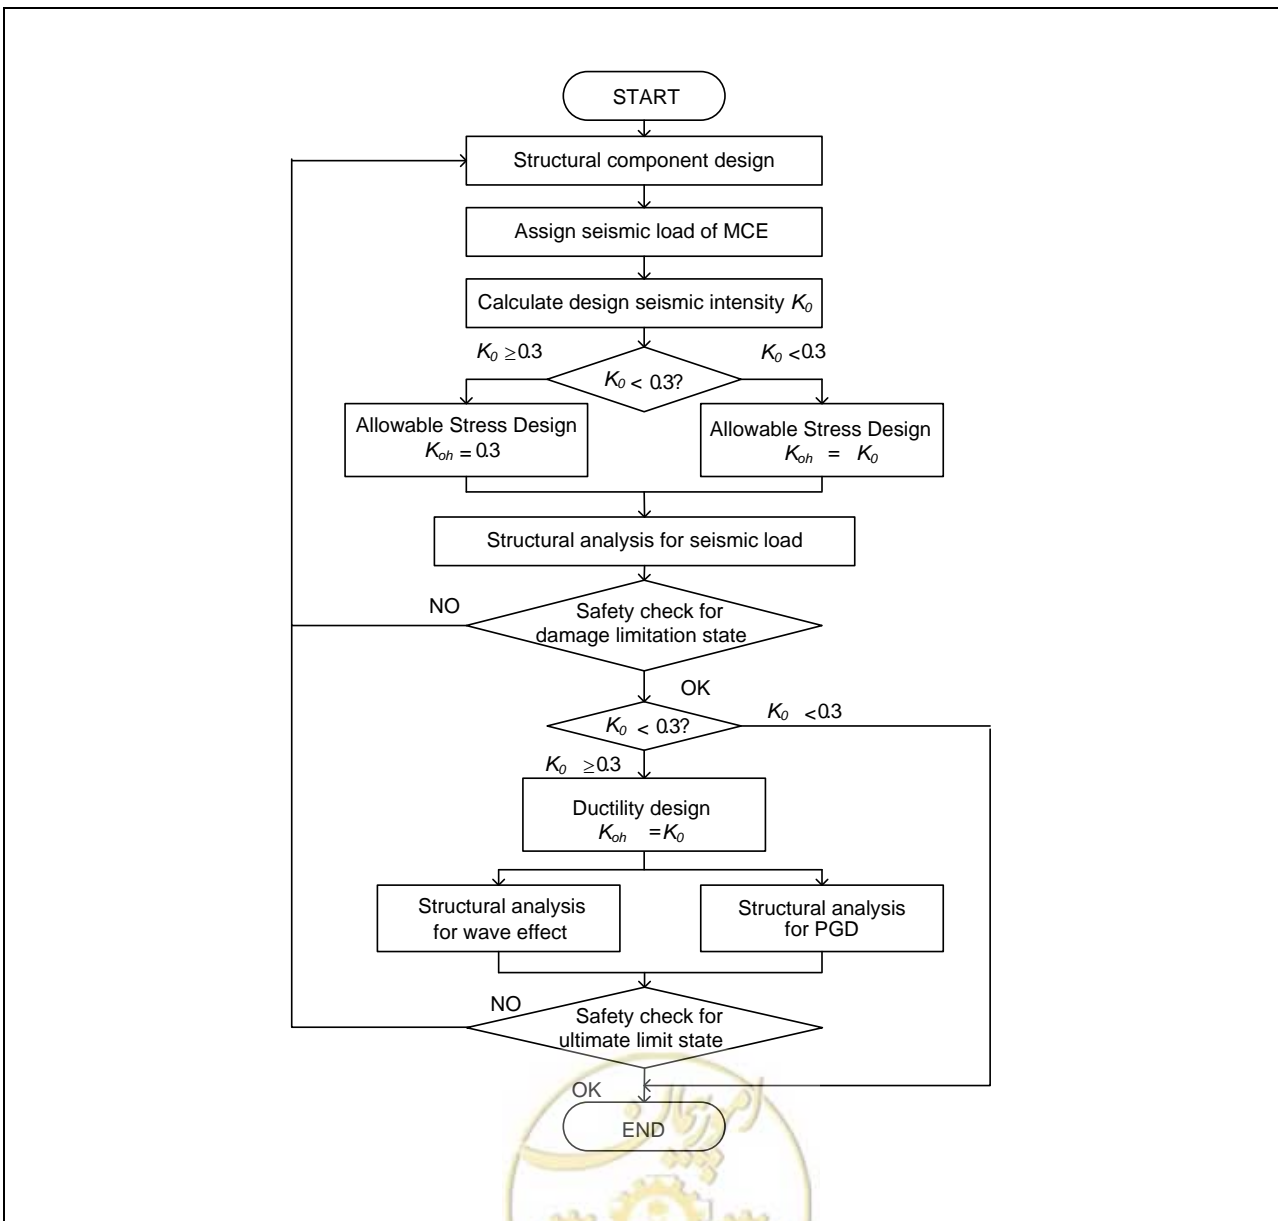 START
Structural component design
Assign seismic load of MCE
Calculate design seismic intensity K0
K0 ≥0.3
K0 <0.3
K0 < 0.3?
Allowable Stress Design
Koh = 0.3
Allowable Stress Design
Koh = K0
Structural analysis for seismic load
NO
Safety check for
damage limitation state
OK
K0 < 0.3?
K0 <0.3
K0 ≥0.3
Ductility design
Koh =K0
Structural analysis
for wave effect
Structural analysis
for PGD
NO
Safety check for
ultimate limit state
OK
END